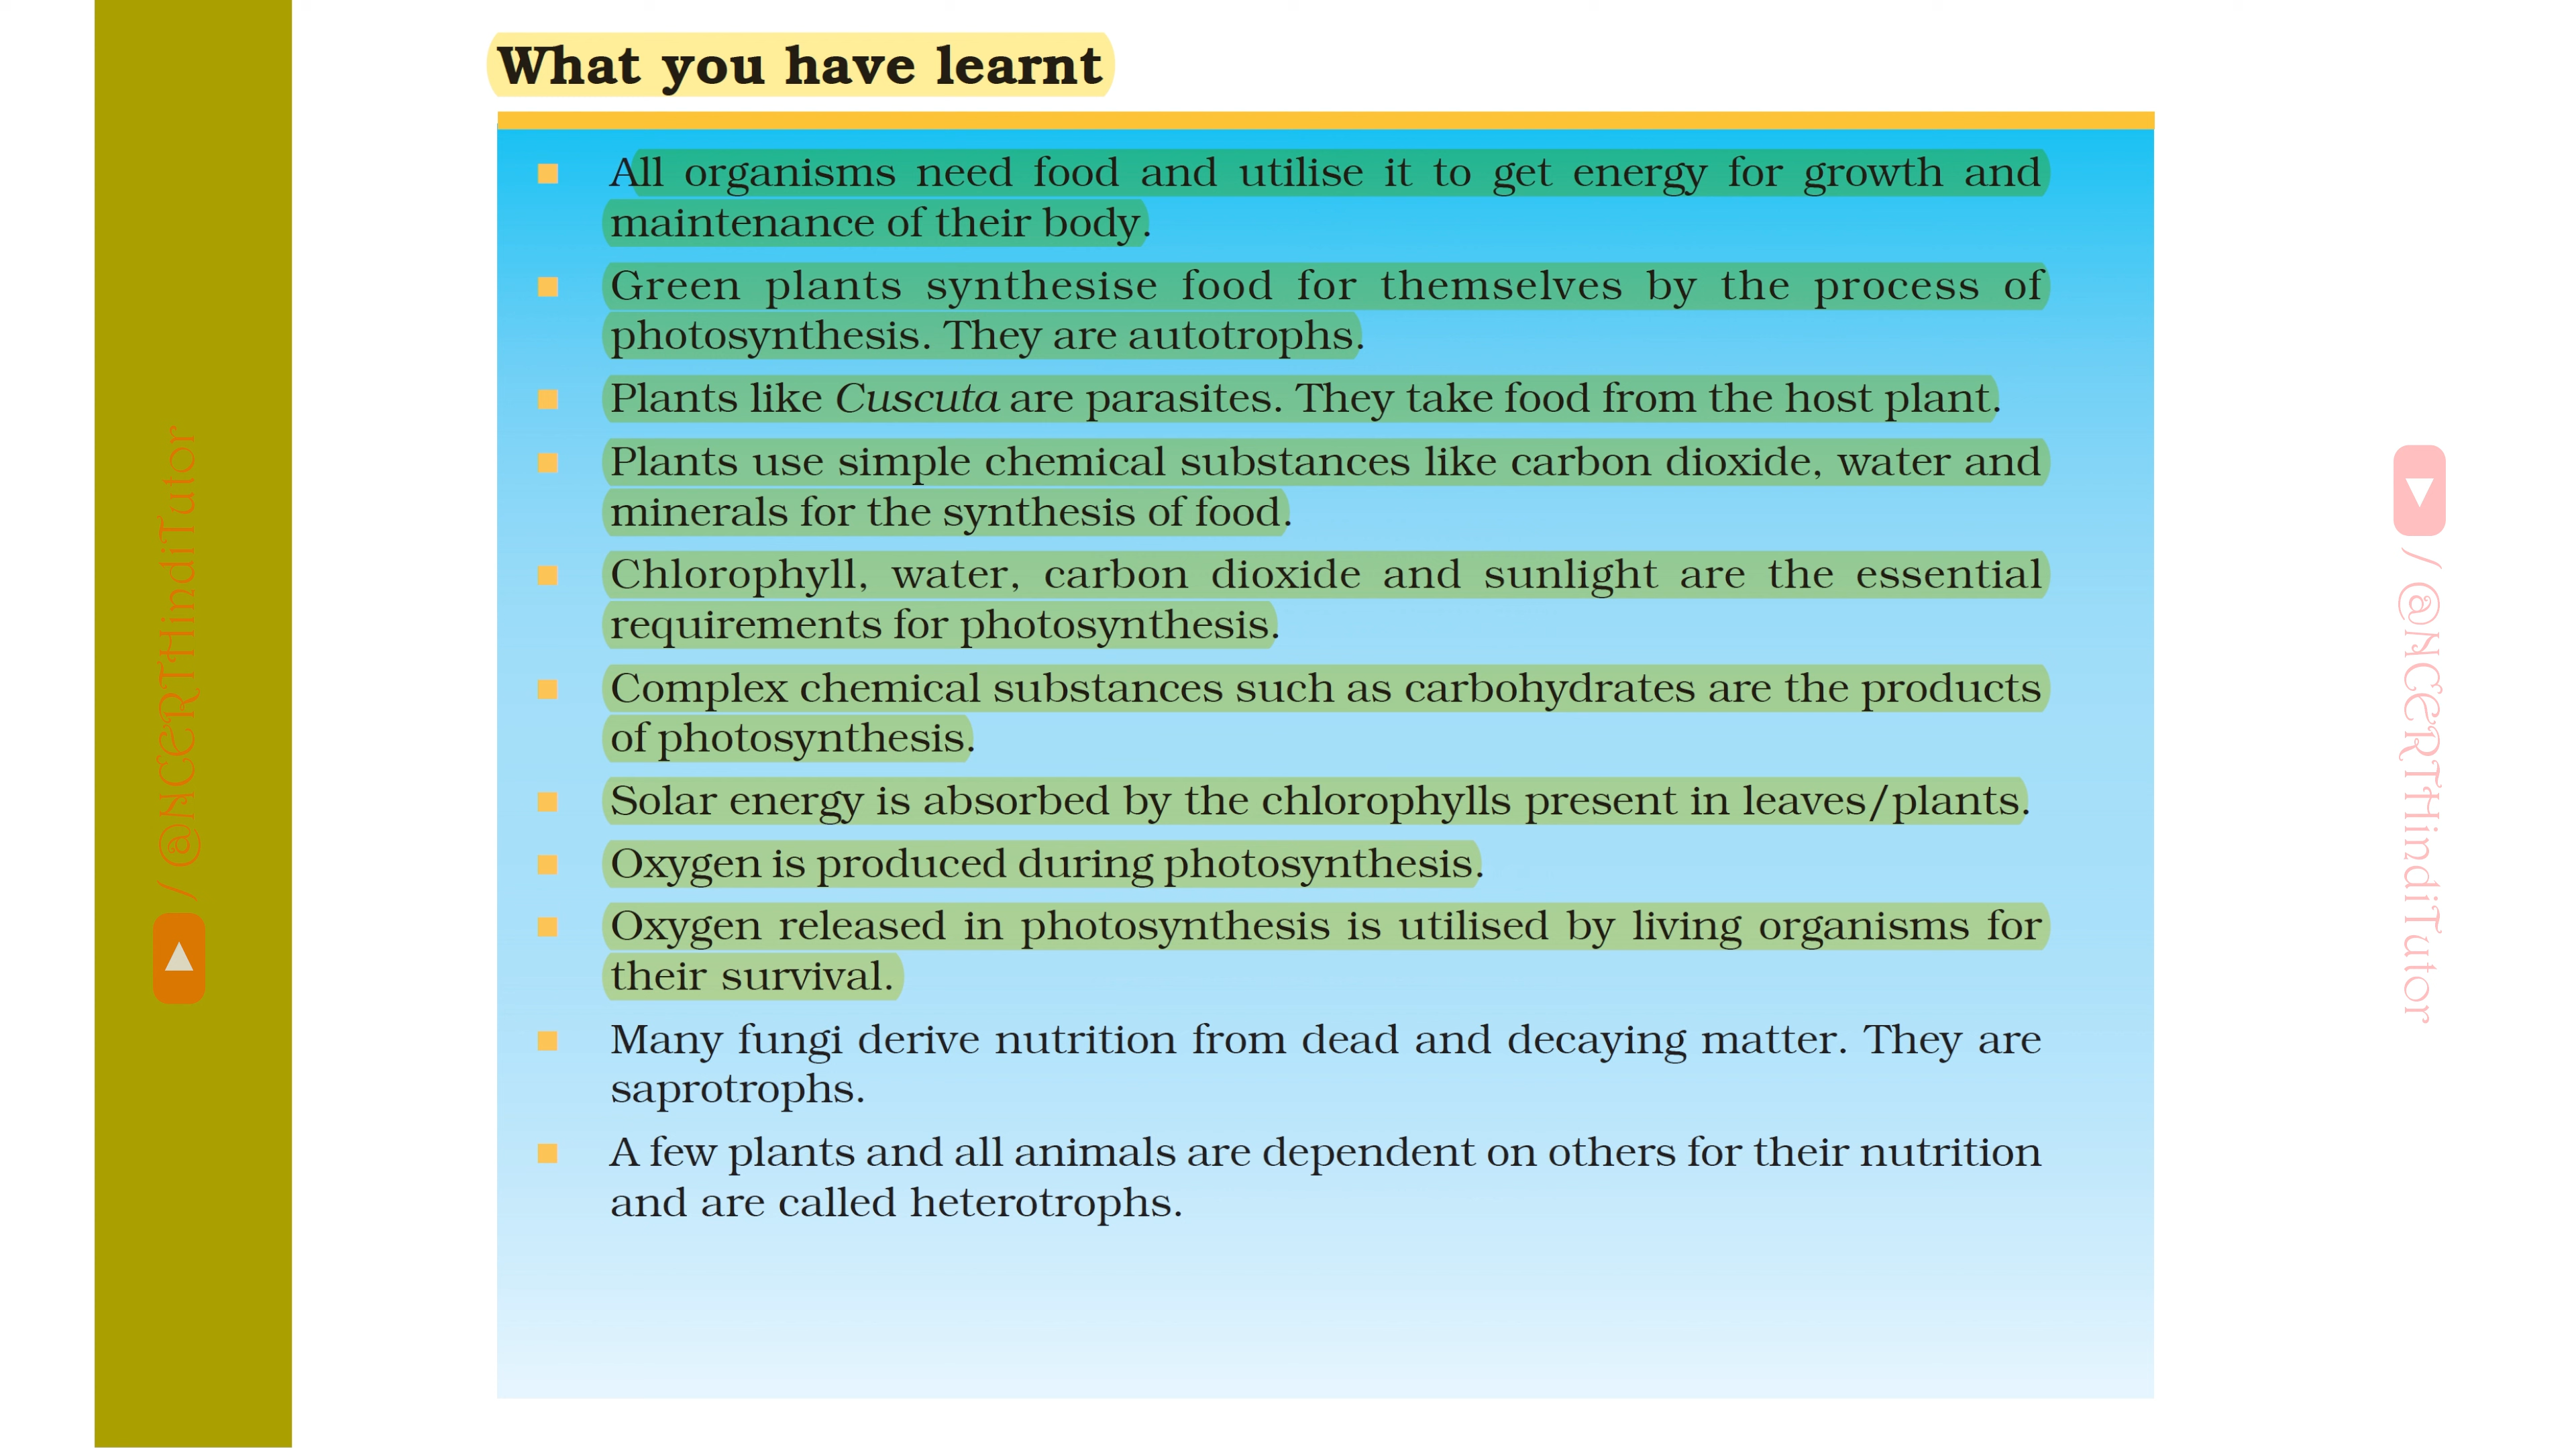 What you have learnt
All organisms need food and utilise it to get energy for growth and
maintenance of their body.
Green plants synthesise food for themselves by the process of
photosynthesis. They are autotrophs.
Plants like Cuscuta are parasites. They take food from the host plant.
Plants use simple chemical substances like carbon dioxide, water and
minerals for the synthesis of food.
Chlorophyll, water, carbon dioxide and sunlight are the essential
requirements for photosynthesis.
Complex chemical substances such as carbohydrates are the products
of photosynthesis.
Solar energy is absorbed by the chlorophylls present in leaves/plants.
Oxygen is produced during photosynthesis.
Oxygen released in photosynthesis is utilised by living organisms for
their survival.
Many fungi derive nutrition from dead and decaying matter. They are
saprotrophs.
A few plants and all animals are dependent on others for their nutrition
and are called heterotrophs.
/ @NCERTHindiTutor
/ @NCERTHindiTutor